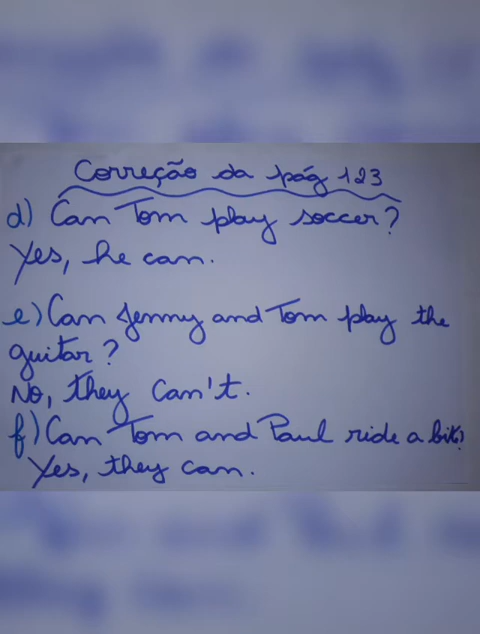 Correção da pág 123
d) Can Tom play soccer?
Yes, he can.
e) Can Jenny and Tom play the
guitar?
No, they can't.
f) Can Tom and Paul ride a bike?
Yes, they can.